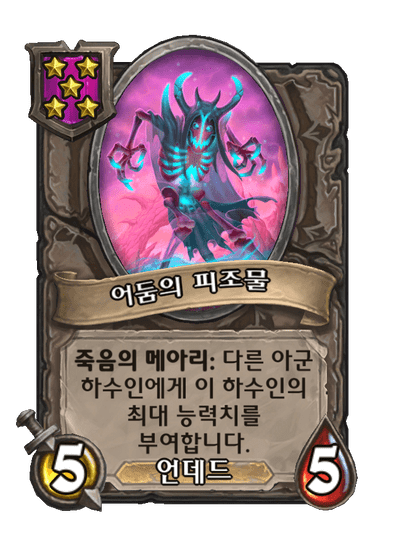 어둠의 피조물
죽음의 메아리: 다른 아군
하수인에게 이 하수인의
최대 능력치를
부여합니다.
언데드
5
5